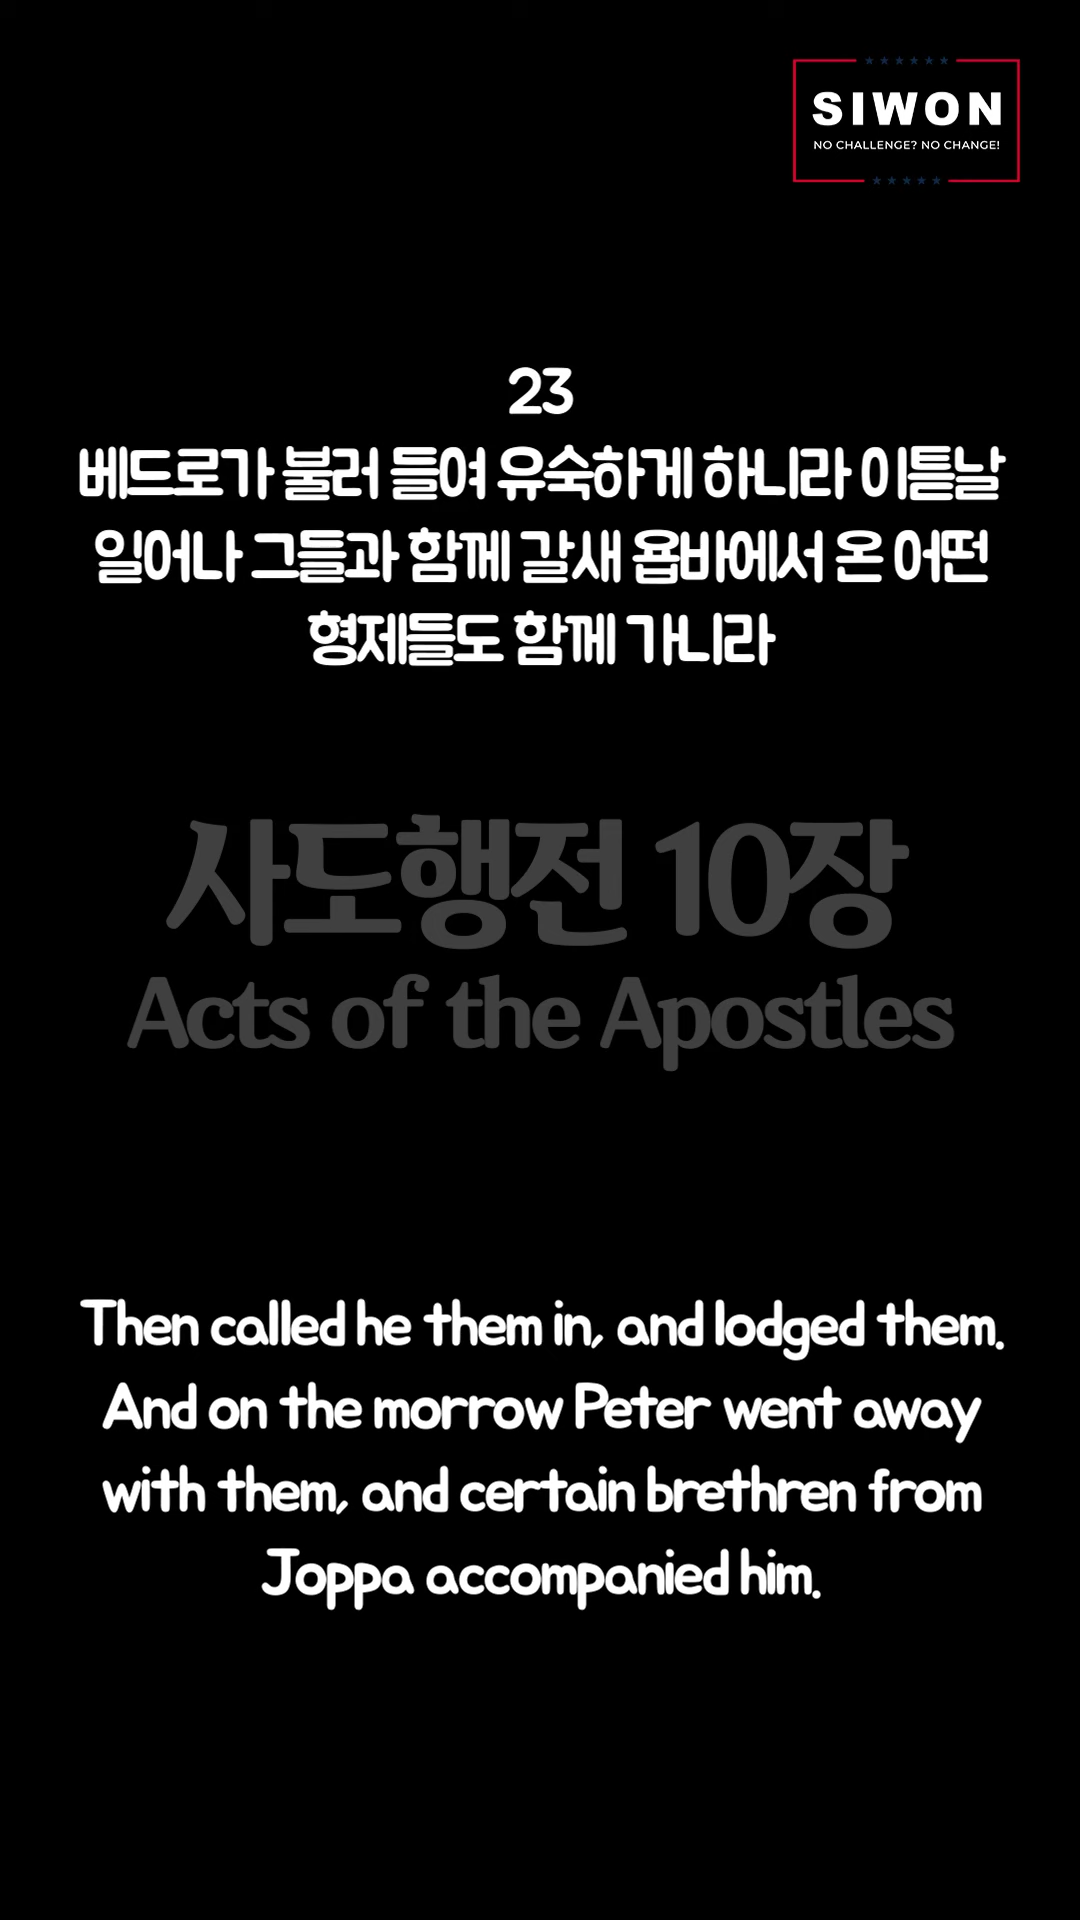 SIWON
NO CHALLENGE? NO CHANGE!
23
베드로가 불러 들여 유숙하게 하니라 이튿날
일어나 그들과 함께 갈새 욥바에서 온 어떤
형제들도 함께 가니라
사도행전 10장
Acts of the Apostles
Then called he them in, and lodged them.
And on the morrow Peter went away
with them, and certain brethren from
Joppa accompanied him.